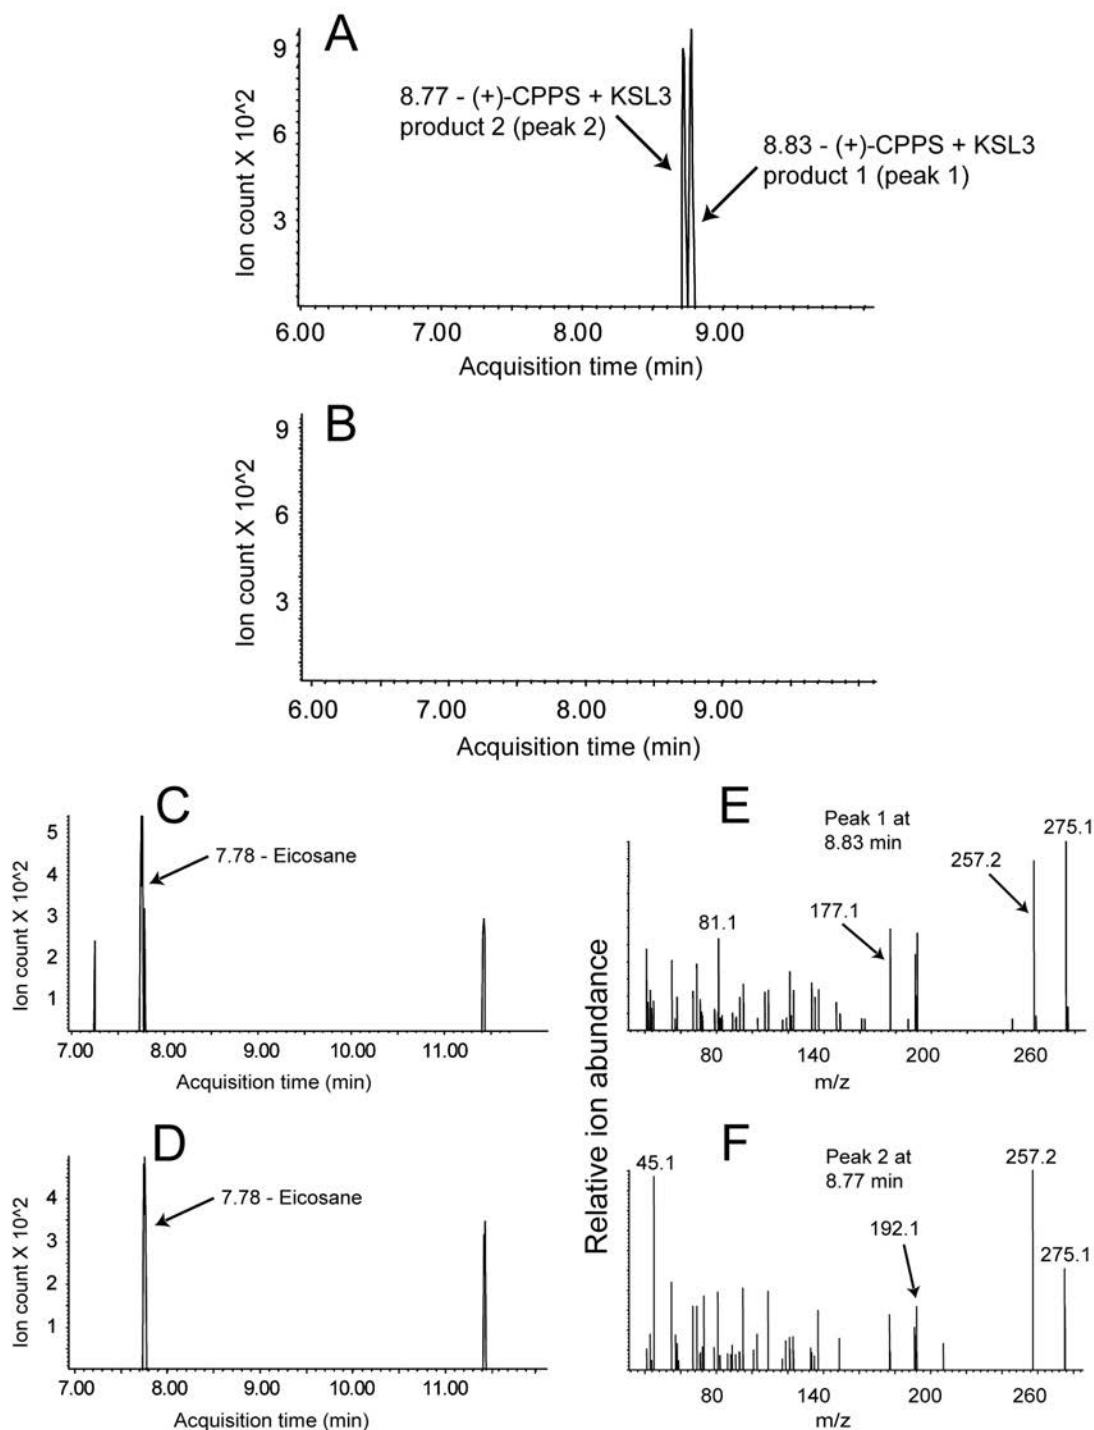 A
Ion count X 10^2
9
6
3
8.77 - (+)-CPPS + KSL3
product 2 (peak 2)
8.83 - (+)-CPPS + KSL3
product 1 (peak 1)
6.00 7.00 8.00 9.00
Acquisition time (min)
B
Ion count X 10^2
9
6
3
6.00 7.00 8.00 9.00
Acquisition time (min)
C
Ion count X 10^2
5
4
3
2
1
7.78 - Eicosane
7.00 8.00 9.00 10.00 11.00
Acquisition time (min)
D
Ion count X 10^2
4
3
2
1
7.78 - Eicosane
7.00 8.00 9.00 10.00 11.00
Acquisition time (min)
Relative ion abundance
E
Peak 1 at
8.83 min
275.1
257.2
177.1
81.1
80 140 200 260
m/z
F
Peak 2 at
8.77 min
45.1
257.2
192.1
275.1
80 140 200 260
m/z